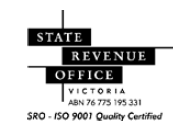 STATE
REVENUE
OFFICE
VICTORIA
ABN 76 775 195 331
SRO - ISO 9001 Quality Certified